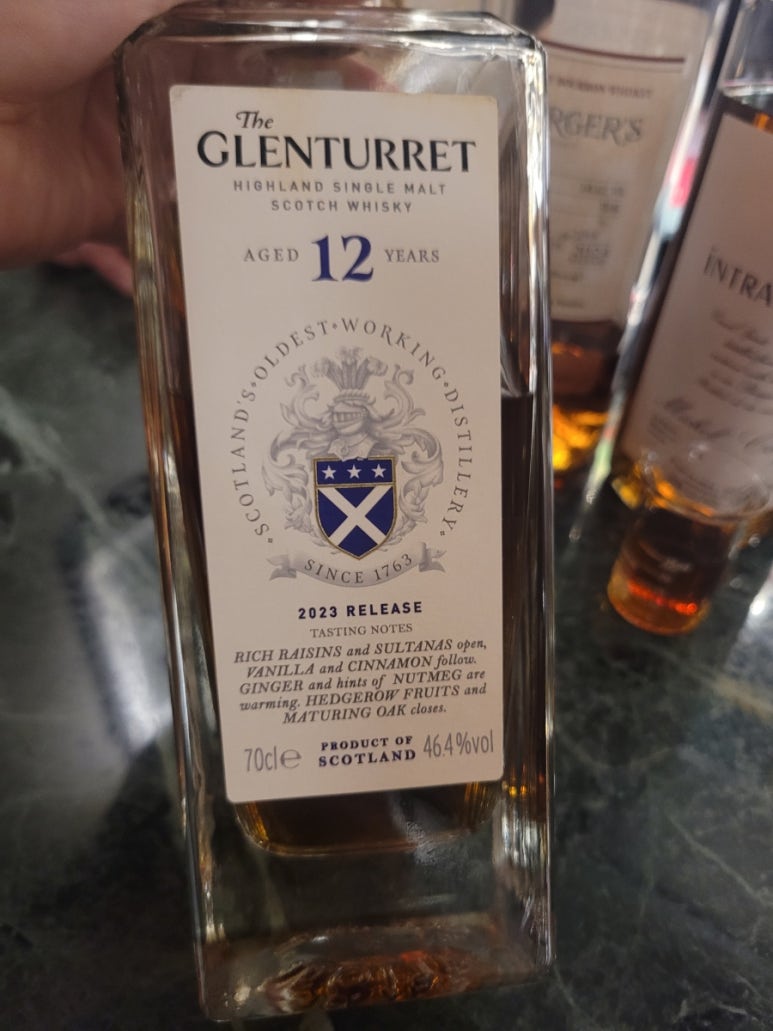 The
GLENTURRET
HIGHLAND SINGLE MALT
SCOTCH WHISKY
AGED 12 YEARS
SCOTLAND'S•OLDEST•WORKING•DISTILLERY•
SINCE 1763
2023 RELEASE
TASTING NOTES
RICH RAISINS and SULTANAS open,
VANILLA and CINNAMON follow.
GINGER and hints of NUTMEG are
warming. HEDGEROW FRUITS and
MATURING OAK closes.
70cl℮
PRODUCT OF
SCOTLAND
46.4%vol
BOURBON WHISKEY
RGER'S
INTRA